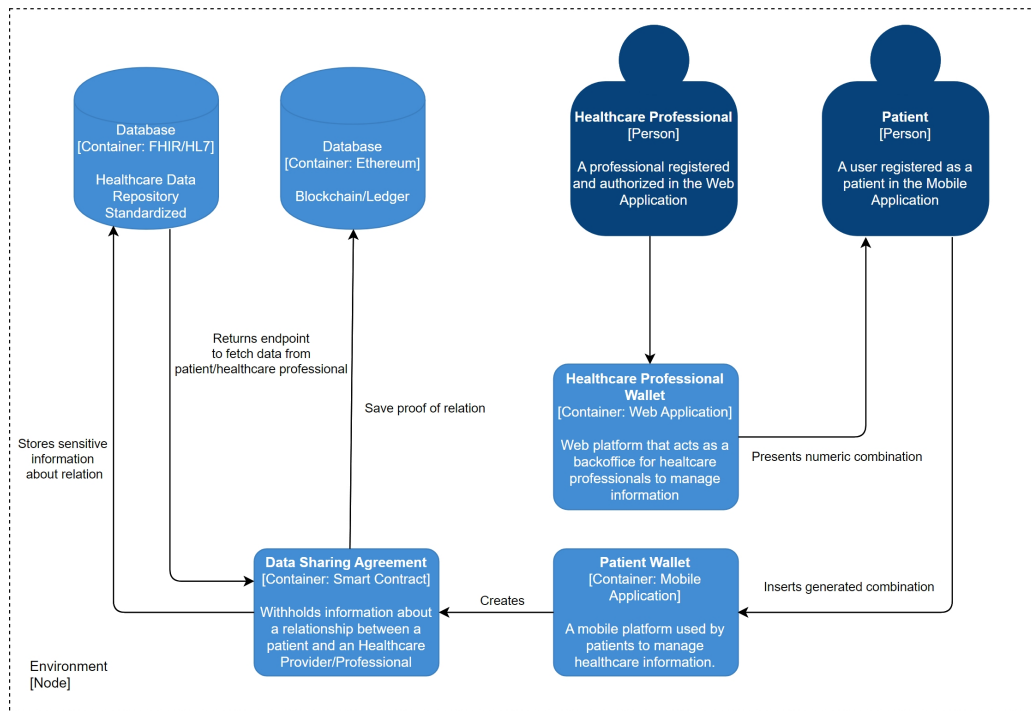 Database
[Container: FHIR/HL7]
Healthcare Data
Repository
Standardized
Database
[Container: Ethereum]
Blockchain/Ledger
Healthcare Professional
[Person]
A professional registered
and authorized in the Web
Application
Patient
[Person]
A user registered as a
patient in the Mobile
Application
Returns endpoint
to fetch data from
patient/healthcare professional
Save proof of relation
Stores sensitive
information
about relation
Healthcare Professional
Wallet
[Container: Web Application]
Web platform that acts as a
backoffice for healtcare
professionals to manage
information
Presents numeric combination
Data Sharing Agreement
[Container: Smart Contract]
Withholds information about
a relationship between a
patient and an Healthcare
Provider/Professional
Creates
Patient Wallet
[Container: Mobile
Application]
A mobile platform used by
patients to manage
healthcare information.
Inserts generated combination
Environment
[Node]